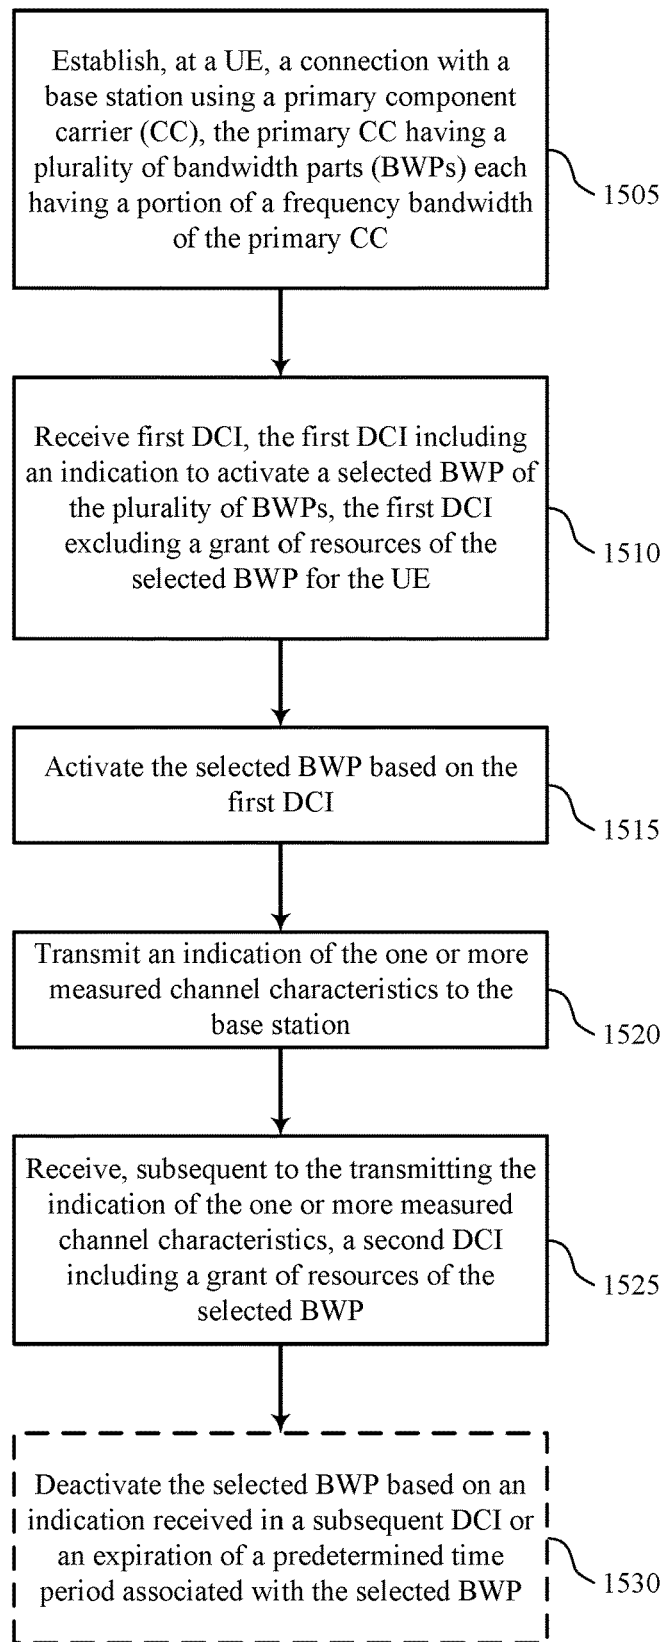 Establish, at a UE, a connection with a
base station using a primary component
carrier (CC), the primary CC having a
plurality of bandwidth parts (BWPs) each
having a portion of a frequency bandwidth
of the primary CC
1505
Receive first DCI, the first DCI including
an indication to activate a selected BWP of
the plurality of BWPs, the first DCI
excluding a grant of resources of the
selected BWP for the UE
1510
Activate the selected BWP based on the
first DCI
1515
Transmit an indication of the one or more
measured channel characteristics to the
base station
1520
Receive, subsequent to the transmitting the
indication of the one or more measured
channel characteristics, a second DCI
including a grant of resources of the
selected BWP
1525
Deactivate the selected BWP based on an
indication received in a subsequent DCI or
an expiration of a predetermined time
period associated with the selected BWP
1530